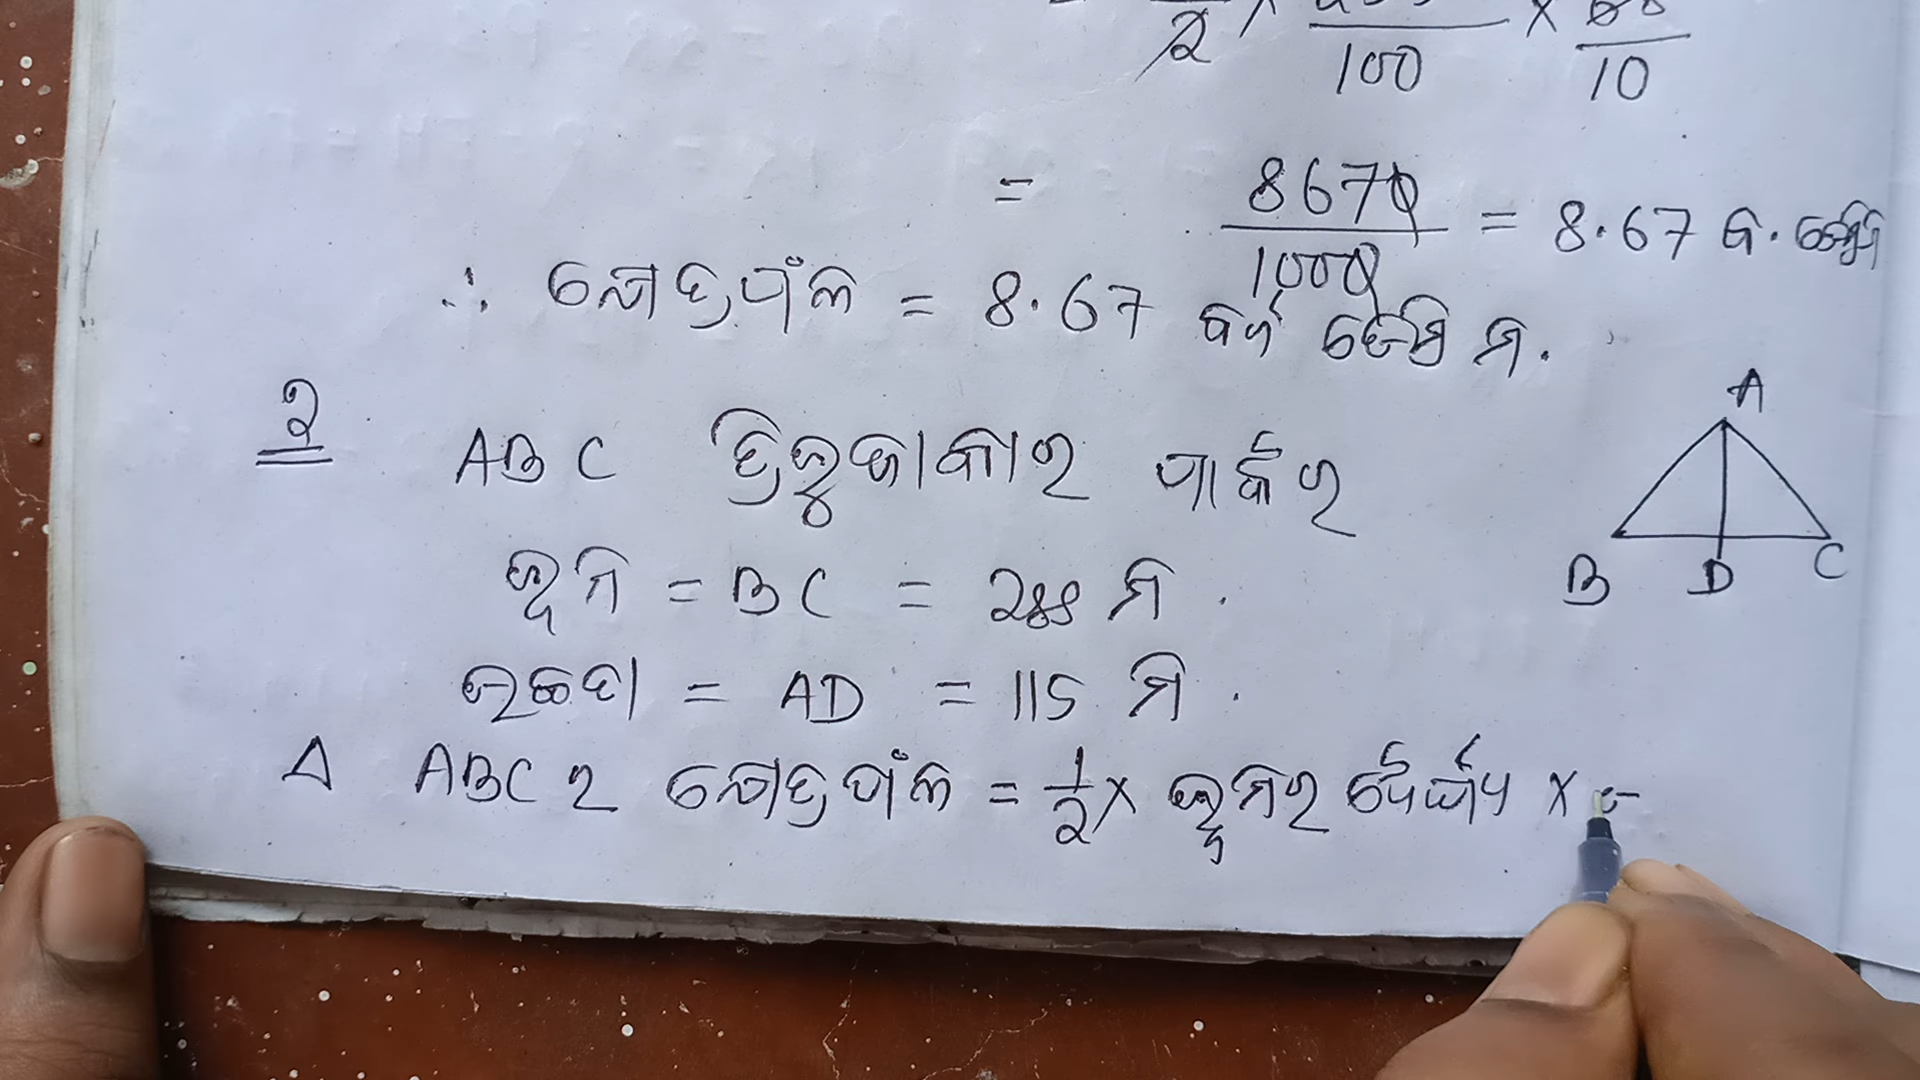 2 × 100 × 10
= 8670/1000 = 8.67 ବ. ଡେମି
∴ କ୍ଷେତ୍ରଫଳ = 8.67 ବର୍ଗ ଡେସି ମି.
୨ ABC ତ୍ରିଭୁଜାକାର ପାର୍କର
A
ଭୂମି = BC = 288 ମି.
B D C
ଉଚ୍ଚତା = AD = 115 ମି.
Δ ABC ର କ୍ଷେତ୍ରଫଳ = 1/2 × ଭୂମିର ଦୈର୍ଘ୍ୟ ×